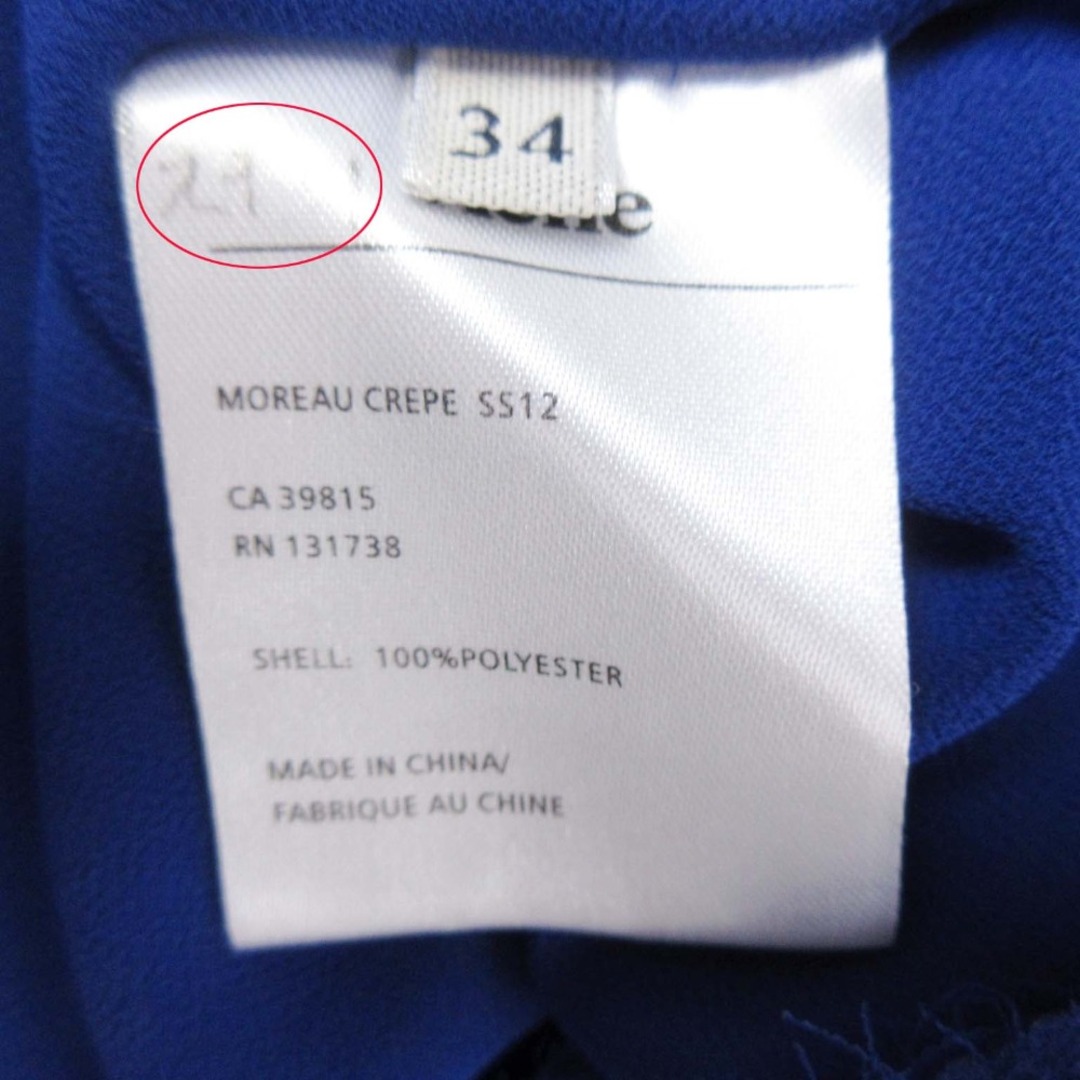 34
MOREAU CREPE SS12
CA 39815
RN 131738
SHELL: 100%POLYESTER
MADE IN CHINA/
FABRIQUE AU CHINE